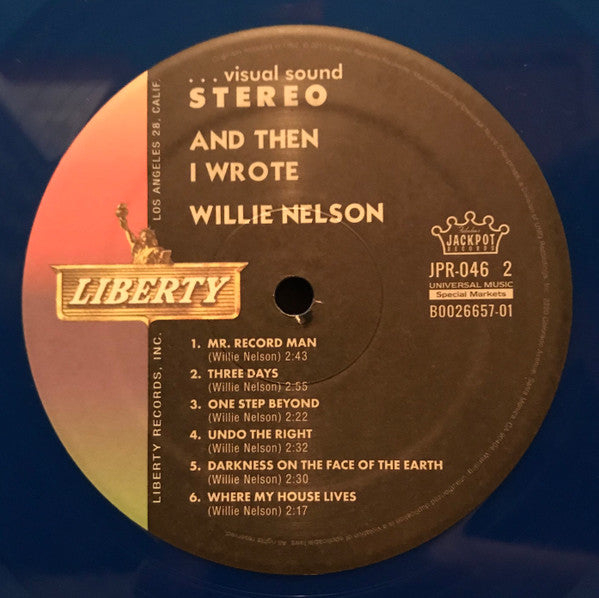 . . . visual sound
STEREO
AND THEN
I WROTE
WILLIE NELSON
LOS ANGELES 28, CALIF.
LIBERTY
LIBERTY RECORDS, INC.
Fabulous
JACKPOT
RECORDS
JPR-046 2
UNIVERSAL MUSIC
Special Markets
B0026657-01
1. MR. RECORD MAN
(Willie Nelson) 2:43
2. THREE DAYS
(Willie Nelson) 2:55
3. ONE STEP BEYOND
(Willie Nelson) 2:22
4. UNDO THE RIGHT
(Willie Nelson) 2:32
5. DARKNESS ON THE FACE OF THE EARTH
(Willie Nelson) 2:30
6. WHERE MY HOUSE LIVES
(Willie Nelson) 2:17